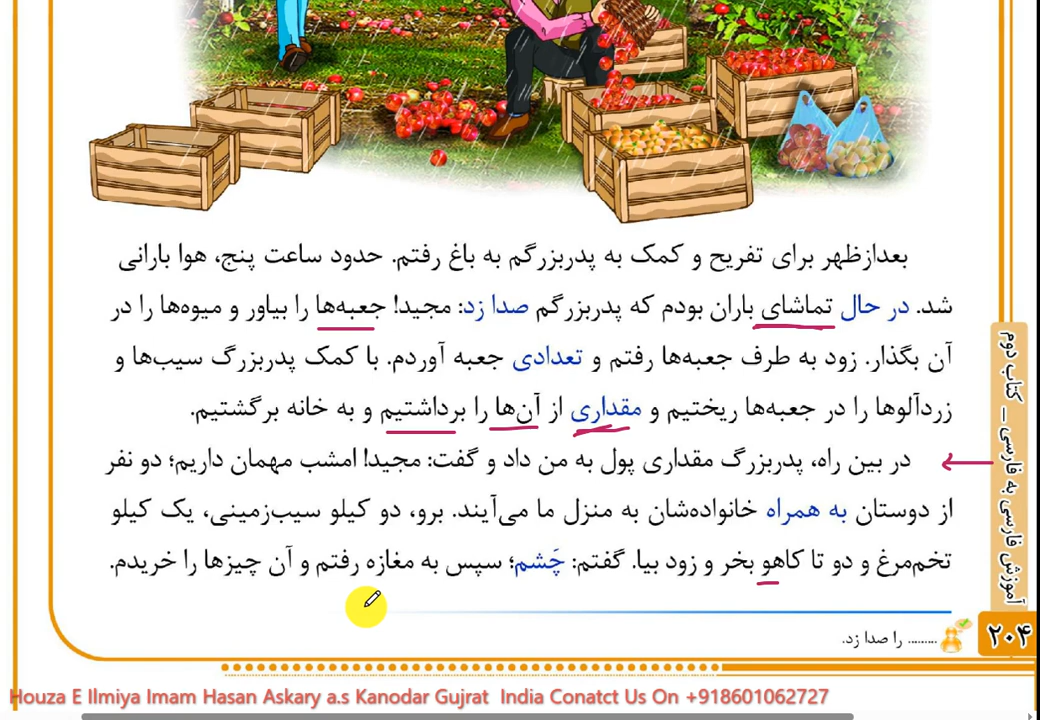 بعدازظهر برای تفریح و کمک به پدربزرگم به باغ رفتم. حدود ساعت پنج، هوا بارانی
شد. در حال تماشای باران بودم که پدربزرگم صدا زد: مجید! جعبه‌ها را بیاور و میوه‌ها را در
آن بگذار. زود به طرف جعبه‌ها رفتم و تعدادی جعبه آوردم. با کمک پدربزرگ سیب‌ها و
زردآلوها را در جعبه‌ها ریختیم و مقداری از آن‌ها را برداشتیم و به خانه برگشتیم.
در بین راه، پدربزرگ مقداری پول به من داد و گفت: مجید! امشب مهمان داریم؛ دو نفر
از دوستان به همراه خانواده‌شان به منزل ما می‌آیند. برو، دو کیلو سیب‌زمینی، یک کیلو
تخم‌مرغ و دو تا کاهو بخر و زود بیا. گفتم: چَشم؛ سپس به مغازه رفتم و آن چیزها را خریدم.
......... را صدا زد.
آموزش فارسی به فارسی – کتاب دوم
۲۰۴
Houza E Ilmiya Imam Hasan Askary a.s Kanodar Gujrat India Conatct Us On +918601062727